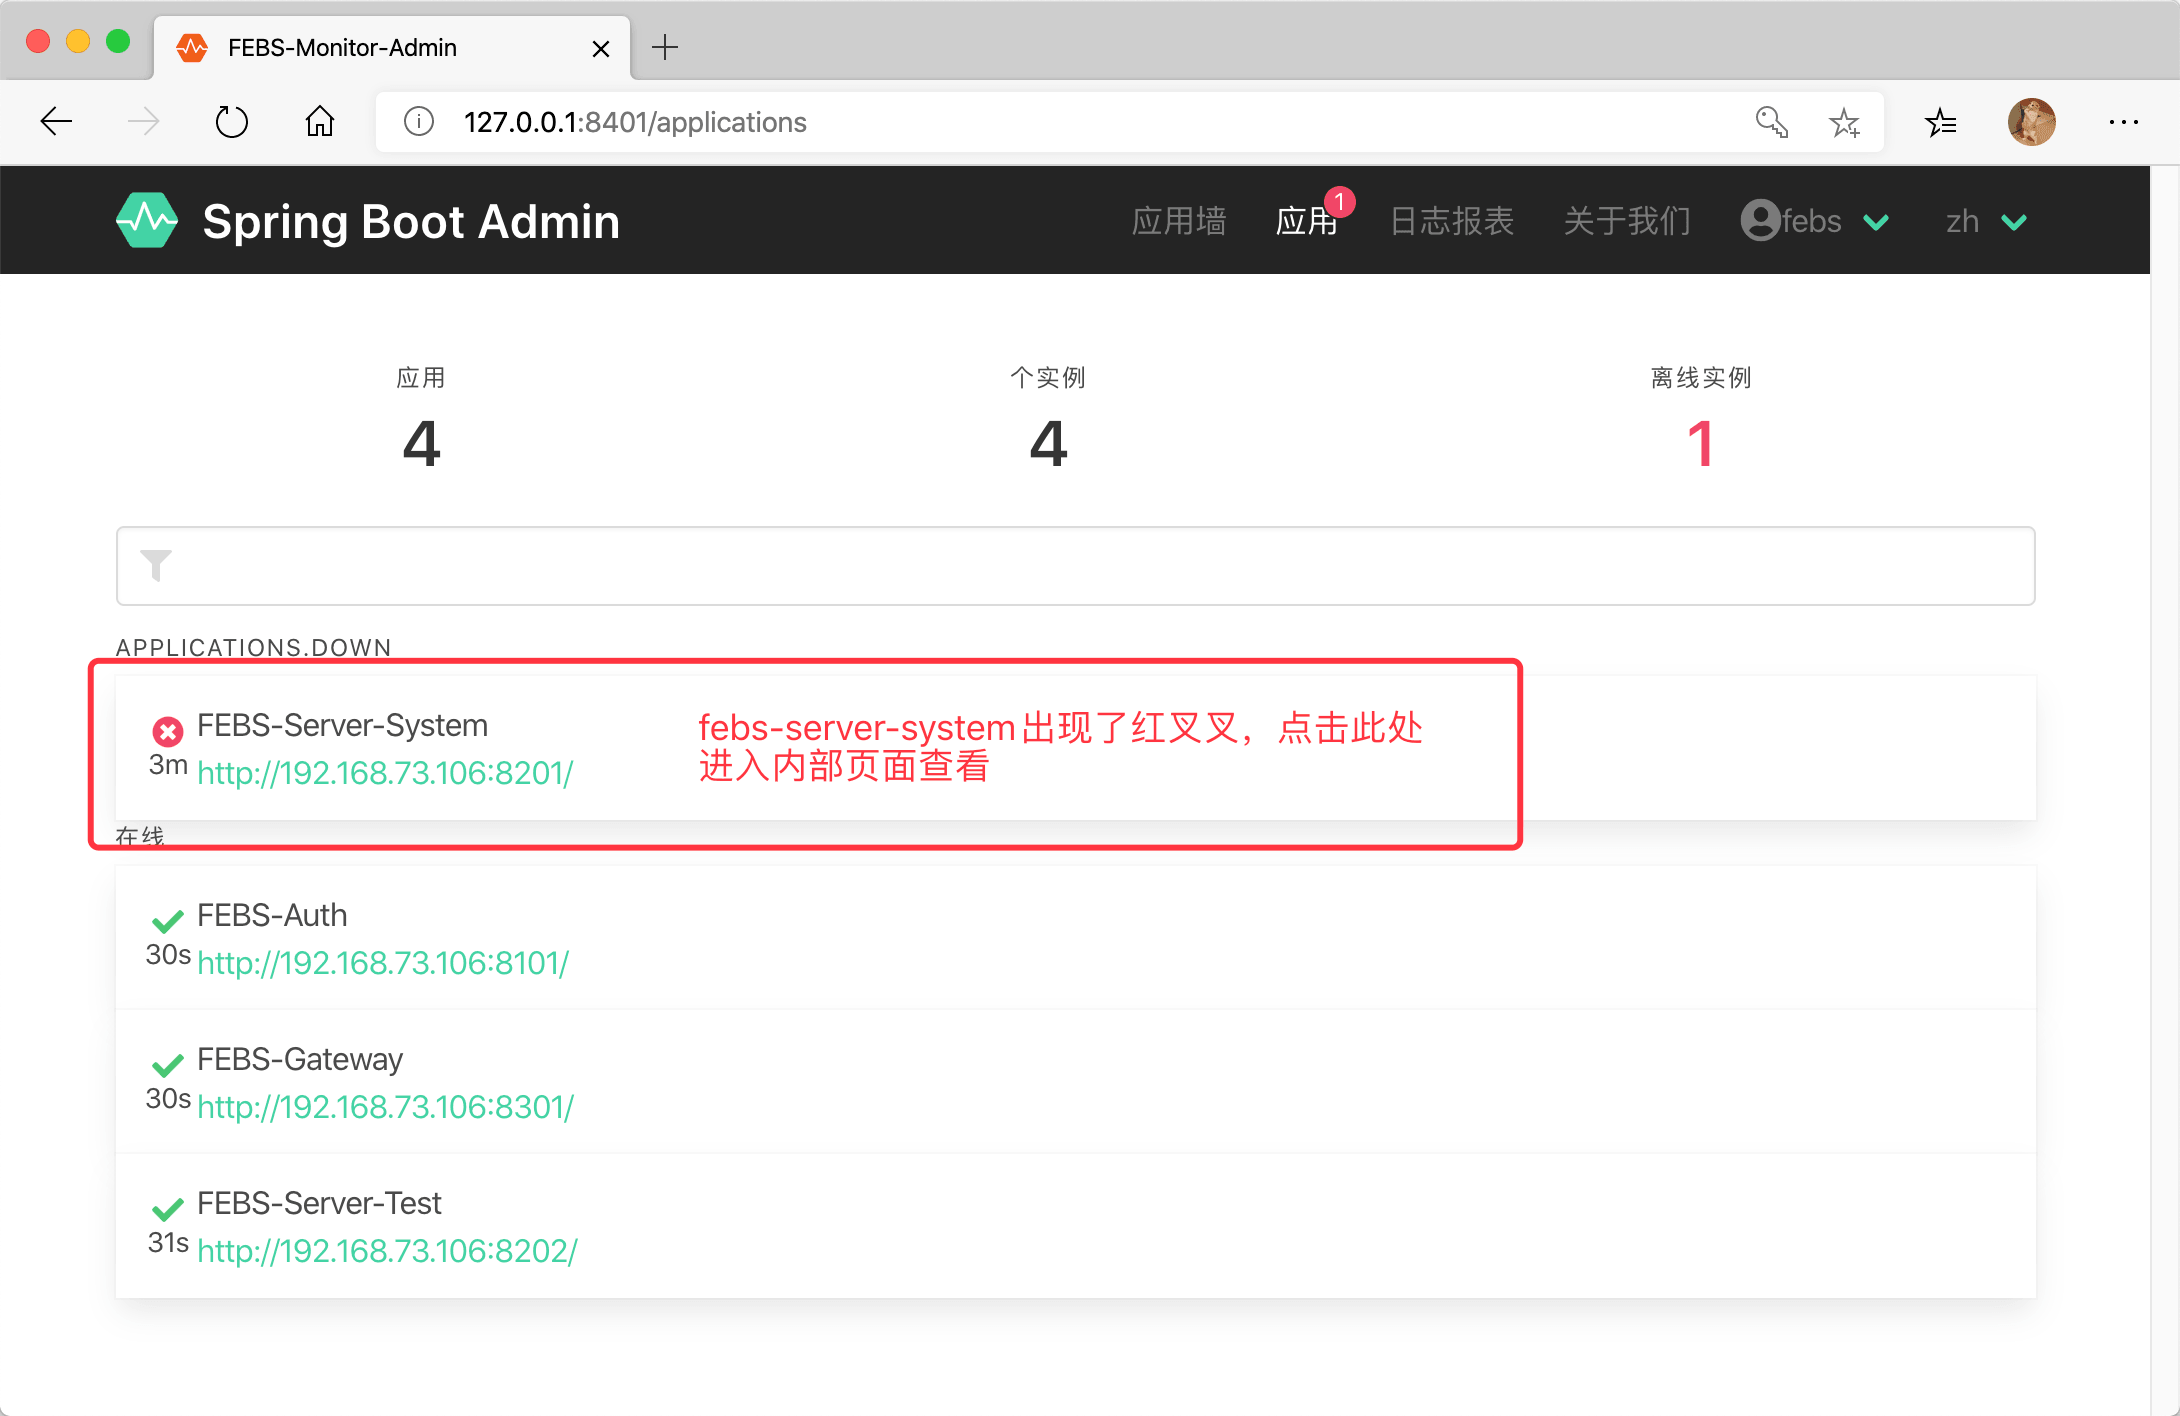 FEBS-Monitor-Admin
127.0.0.1:8401/applications
Spring Boot Admin
应用墙
应用
1
日志报表
关于我们
febs
zh
应用
个实例
离线实例
4
4
1
APPLICATIONS.DOWN
FEBS-Server-System
3m
http://192.168.73.106:8201/
febs-server-system出现了红叉叉，点击此处
进入内部页面查看
在线
FEBS-Auth
30s
http://192.168.73.106:8101/
FEBS-Gateway
30s
http://192.168.73.106:8301/
FEBS-Server-Test
31s
http://192.168.73.106:8202/